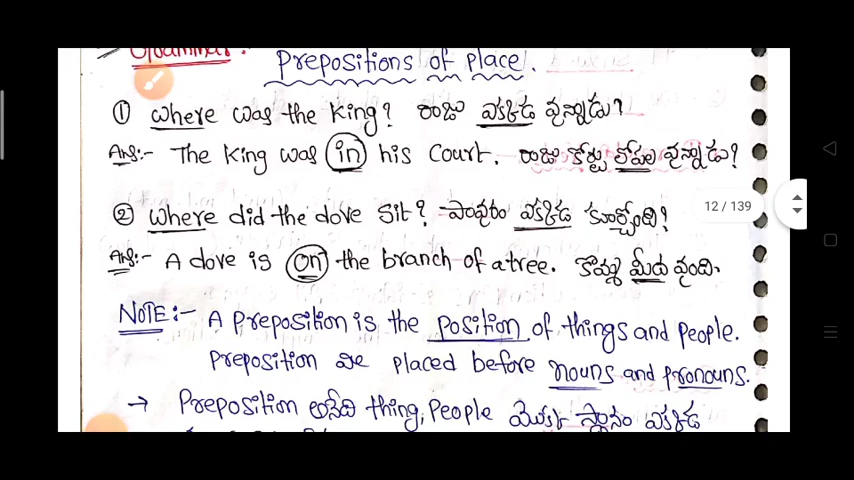 Grammar:
Prepositions of place.
① where was the King? రాజు ఎక్కడ వున్నాడు?
Ans:- The King was in his Court. రాజు కోర్టు లోపల వున్నాడు?
② Where did the dove sit? పావురం ఎక్కడ కూర్చోంది?
12 / 139
Ans:- A dove is on the branch of a tree. కొమ్మ మీద వుంది.
NOTE:- A Preposition is the position of things and people.
Preposition are placed before nouns and pronouns.
→ Preposition అనేది thing, People యొక్క స్థానం ఎక్కడ